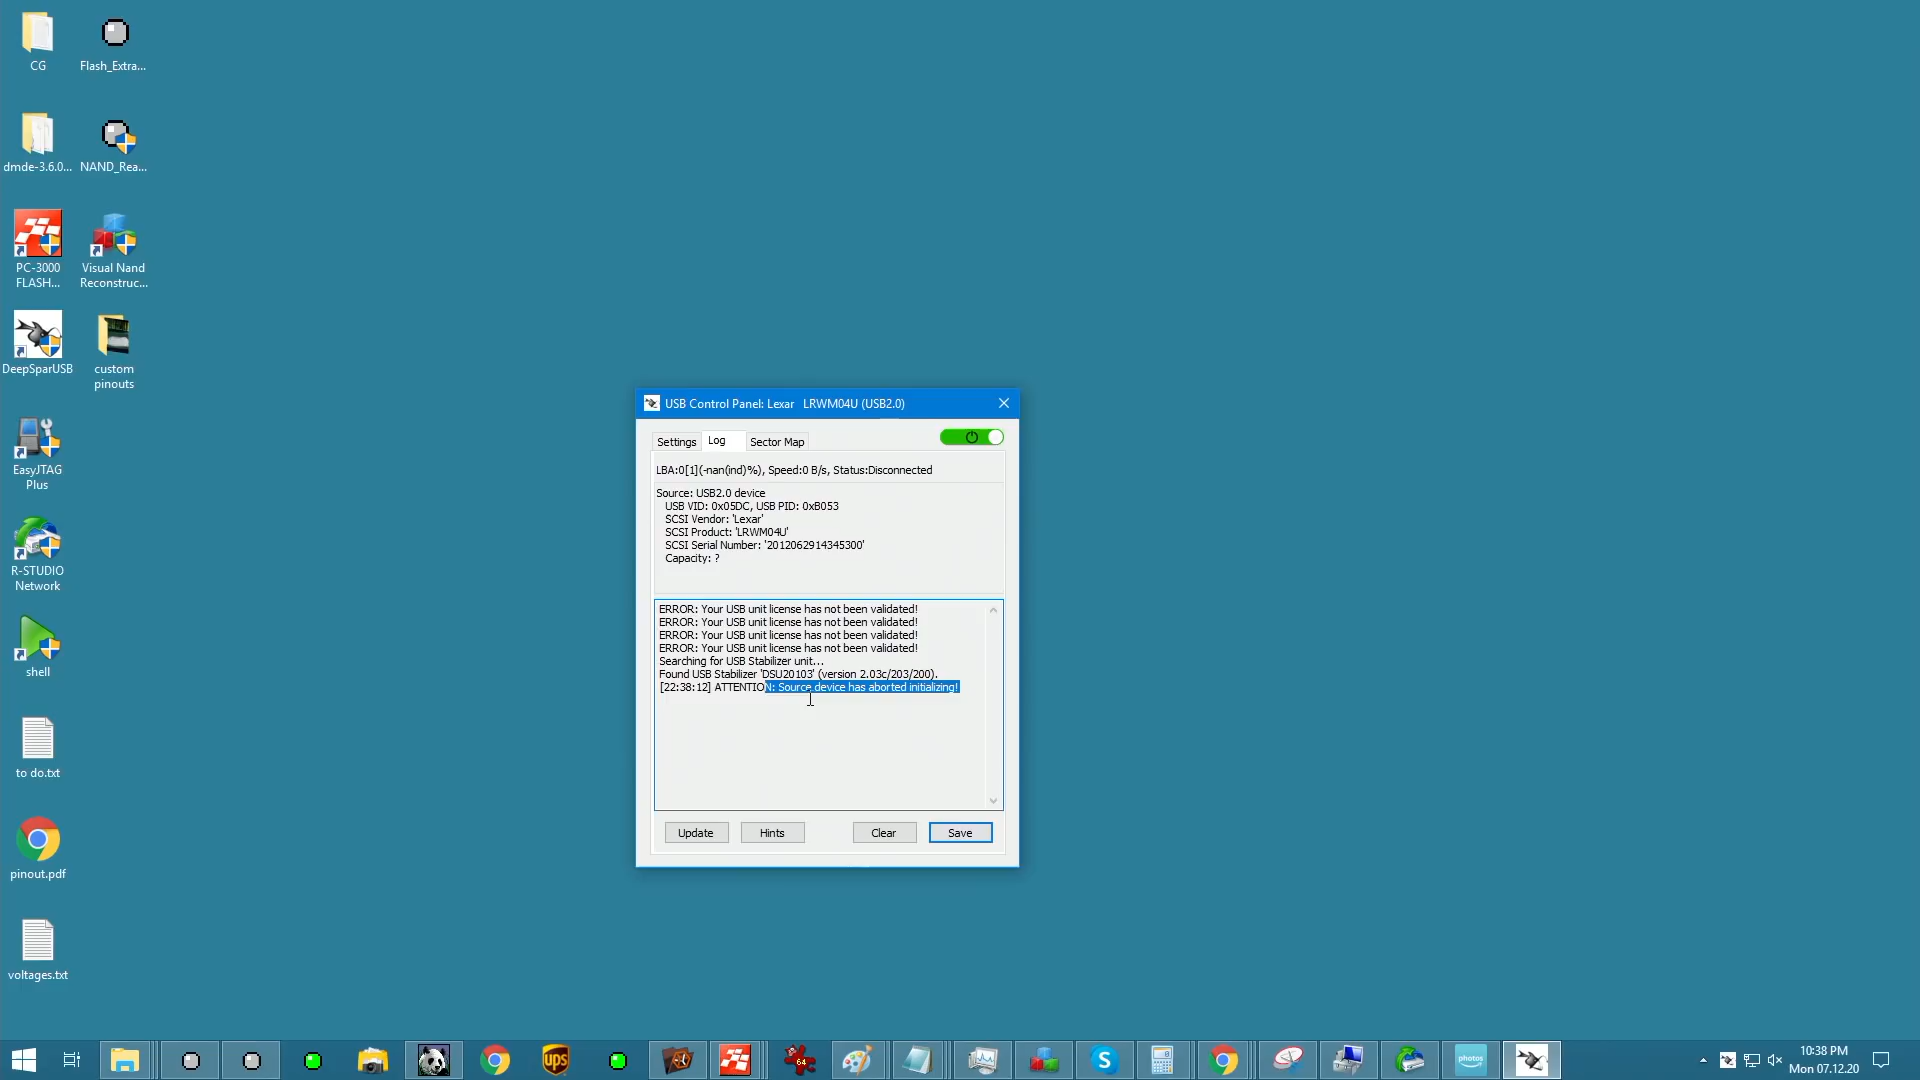 CG
Flash_Extra...
dmde-3.6.0...
NAND_Rea...
PC-3000
FLASH...
Visual Nand
Reconstruc...
DeepSparUSB
custom
pinouts
EasyJTAG
Plus
R-STUDIO
Network
shell
to do.txt
pinout.pdf
voltages.txt
USB Control Panel: Lexar LRWM04U (USB2.0)
Settings
Log
Sector Map
LBA:0[1](-nan(ind)%), Speed:0 B/s, Status:Disconnected
Source: USB2.0 device
USB VID: 0x05DC, USB PID: 0xB053
SCSI Vendor: 'Lexar'
SCSI Product: 'LRWM04U'
SCSI Serial Number: '2012062914345300'
Capacity: ?
ERROR: Your USB unit license has not been validated!
ERROR: Your USB unit license has not been validated!
ERROR: Your USB unit license has not been validated!
ERROR: Your USB unit license has not been validated!
Searching for USB Stabilizer unit...
Found USB Stabilizer 'DSU20103' (version 2.03c/203/200).
[22:38:12] ATTENTION: Source device has aborted initializing!
Update
Hints
Clear
Save
ups
64
S
photos
10:38 PM
Mon 07.12.20